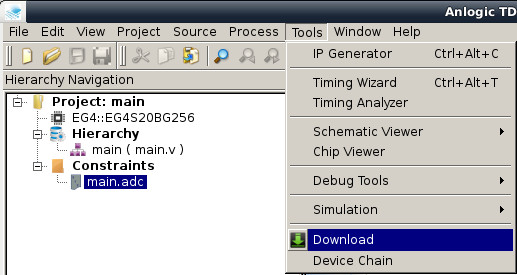 Anlogic TD
File Edit View Project Source Process Tools Window Help
Hierarchy Navigation
Project: main
EG4::EG4S20BG256
Hierarchy
main ( main.v )
Constraints
main.adc
IP Generator Ctrl+Alt+C
Timing Wizard Ctrl+Alt+T
Timing Analyzer
Schematic Viewer
Chip Viewer
Debug Tools
Simulation
Download
Device Chain